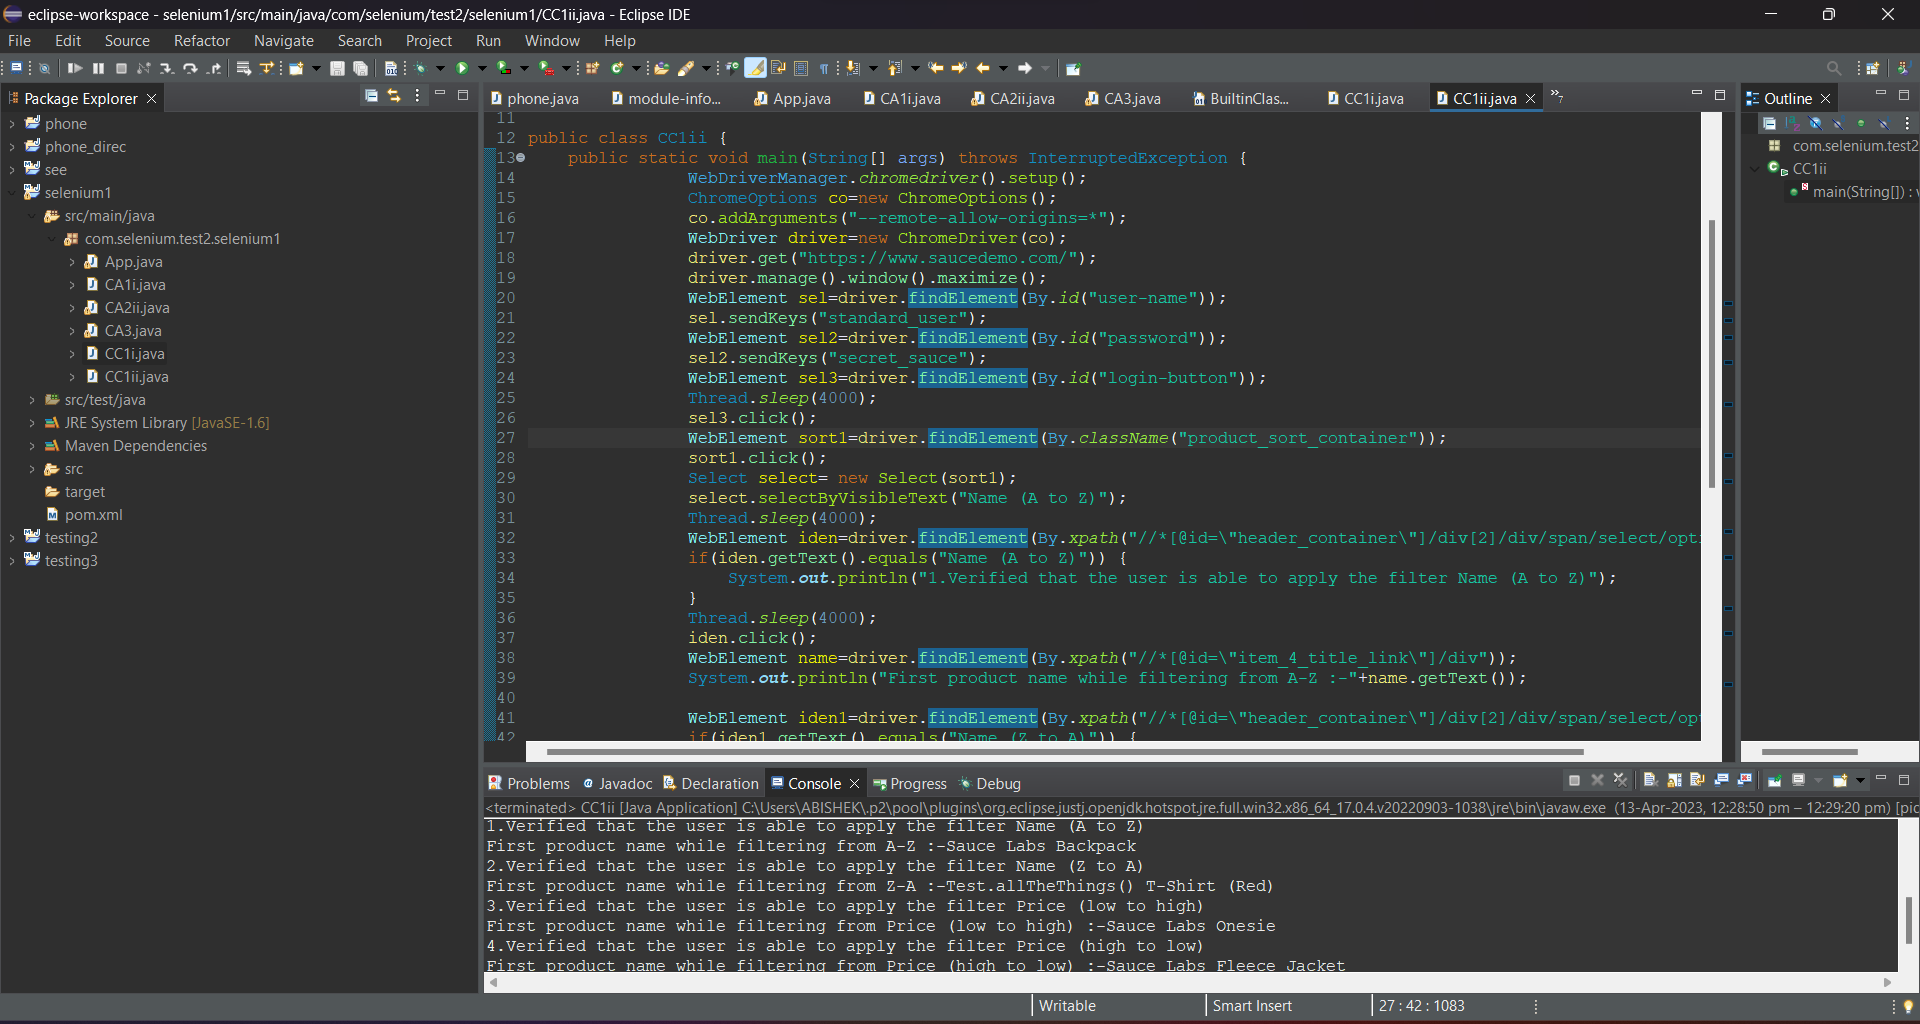 eclipse-workspace - selenium1/src/main/java/com/selenium/test2/selenium1/CC1ii.java - Eclipse IDE
File Edit Source Refactor Navigate Search Project Run Window Help
Package Explorer
phone
phone_direc
see
selenium1
src/main/java
com.selenium.test2.selenium1
App.java
CA1i.java
CA2ii.java
CA3.java
CC1i.java
CC1ii.java
src/test/java
JRE System Library [JavaSE-1.6]
Maven Dependencies
src
target
pom.xml
testing2
testing3
phone.java module-info... App.java CA1i.java CA2ii.java CA3.java BuiltinClas... CC1i.java CC1ii.java »7
11
12 public class CC1ii {
13 public static void main(String[] args) throws InterruptedException {
14 WebDriverManager.chromedriver().setup();
15 ChromeOptions co=new ChromeOptions();
16 co.addArguments("--remote-allow-origins=*");
17 WebDriver driver=new ChromeDriver(co);
18 driver.get("https://www.saucedemo.com/");
19 driver.manage().window().maximize();
20 WebElement sel=driver.findElement(By.id("user-name"));
21 sel.sendKeys("standard_user");
22 WebElement sel2=driver.findElement(By.id("password"));
23 sel2.sendKeys("secret_sauce");
24 WebElement sel3=driver.findElement(By.id("login-button"));
25 Thread.sleep(4000);
26 sel3.click();
27 WebElement sort1=driver.findElement(By.className("product_sort_container"));
28 sort1.click();
29 Select select= new Select(sort1);
30 select.selectByVisibleText("Name (A to Z)");
31 Thread.sleep(4000);
32 WebElement iden=driver.findElement(By.xpath("//*[@id=\"header_container\"]/div[2]/div/span/select/opt
33 if(iden.getText().equals("Name (A to Z)")) {
34 System.out.println("1.Verified that the user is able to apply the filter Name (A to Z)");
35 }
36 Thread.sleep(4000);
37 iden.click();
38 WebElement name=driver.findElement(By.xpath("//*[@id=\"item_4_title_link\"]/div"));
39 System.out.println("First product name while filtering from A-Z :-"+name.getText());
40
41 WebElement iden1=driver.findElement(By.xpath("//*[@id=\"header_container\"]/div[2]/div/span/select/op
42 if(iden1.getText().equals("Name (Z to A)")) {
Outline
com.selenium.test2
CC1ii
main(String[]) :
Problems Javadoc Declaration Console Progress Debug
<terminated> CC1ii [Java Application] C:\Users\ABISHEK\.p2\pool\plugins\org.eclipse.justj.openjdk.hotspot.jre.full.win32.x86_64_17.0.4.v20220903-1038\jre\bin\javaw.exe (13-Apr-2023, 12:28:50 pm – 12:29:20 pm) [pic
1.Verified that the user is able to apply the filter Name (A to Z)
First product name while filtering from A-Z :-Sauce Labs Backpack
2.Verified that the user is able to apply the filter Name (Z to A)
First product name while filtering from Z-A :-Test.allTheThings() T-Shirt (Red)
3.Verified that the user is able to apply the filter Price (low to high)
First product name while filtering from Price (low to high) :-Sauce Labs Onesie
4.Verified that the user is able to apply the filter Price (high to low)
First product name while filtering from Price (high to low) :-Sauce Labs Fleece Jacket
Writable Smart Insert 27 : 42 : 1083